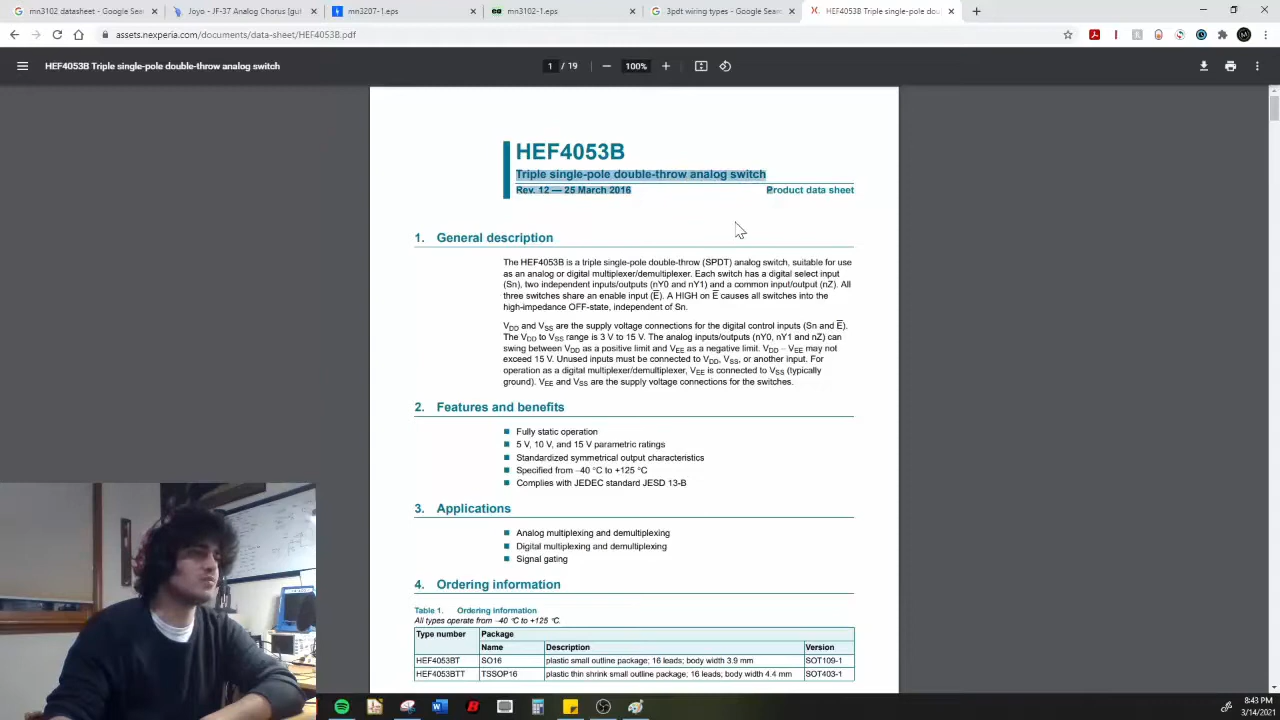 mn3102 datasheet - Google Sea
Joyo - JF-37 Analog Chorus (guit
mn3207-1.eps
mn3102-1.eps
3pdt wiring types - Google Sear
HEF4053B Triple single-pole dou
assets.nexperia.com/documents/data-sheet/HEF4053B.pdf
HEF4053B Triple single-pole double-throw analog switch
1 / 19
100%
HEF4053B
Triple single-pole double-throw analog switch
Rev. 12 — 25 March 2016 Product data sheet
1. General description
The HEF4053B is a triple single-pole double-throw (SPDT) analog switch, suitable for use
as an analog or digital multiplexer/demultiplexer. Each switch has a digital select input
(Sn), two independent inputs/outputs (nY0 and nY1) and a common input/output (nZ). All
three switches share an enable input (E̅). A HIGH on E̅ causes all switches into the
high-impedance OFF-state, independent of Sn.
VDD and VSS are the supply voltage connections for the digital control inputs (Sn and E̅).
The VDD to VSS range is 3 V to 15 V. The analog inputs/outputs (nY0, nY1 and nZ) can
swing between VDD as a positive limit and VEE as a negative limit. VDD − VEE may not
exceed 15 V. Unused inputs must be connected to VDD, VSS, or another input. For
operation as a digital multiplexer/demultiplexer, VEE is connected to VSS (typically
ground). VEE and VSS are the supply voltage connections for the switches.
2. Features and benefits
Fully static operation
5 V, 10 V, and 15 V parametric ratings
Standardized symmetrical output characteristics
Specified from −40 °C to +125 °C
Complies with JEDEC standard JESD 13-B
3. Applications
Analog multiplexing and demultiplexing
Digital multiplexing and demultiplexing
Signal gating
4. Ordering information
Table 1. Ordering information
All types operate from −40 °C to +125 °C.
Type number Package
Name Description Version
HEF4053BT SO16 plastic small outline package; 16 leads; body width 3.9 mm SOT109-1
HEF4053BTT TSSOP16 plastic thin shrink small outline package; 16 leads; body width 4.4 mm SOT403-1
8:43 PM
3/14/2021